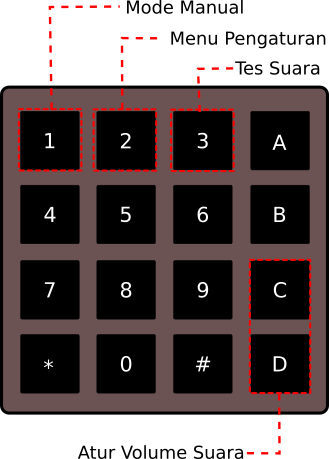 Mode Manual
Menu Pengaturan
Tes Suara
1 2 3 A
4 5 6 B
7 8 9 C
* 0 # D
Atur Volume Suara